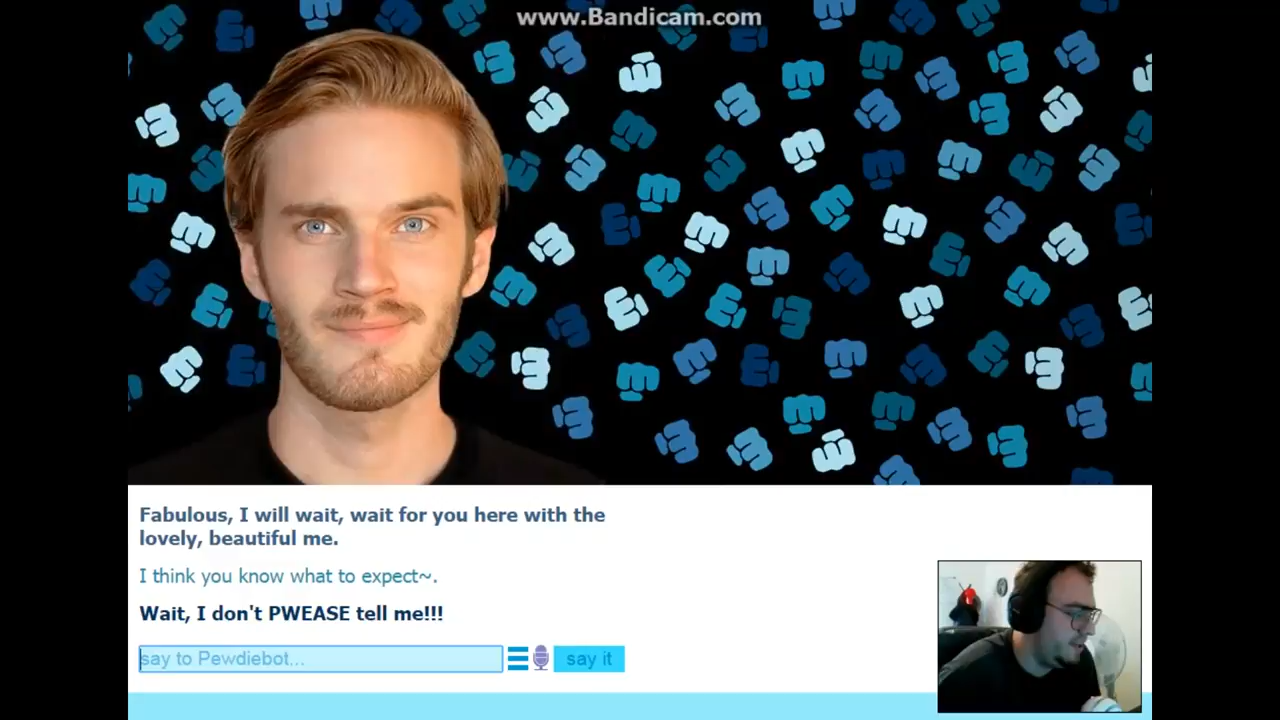 www.Bandicam.com
Fabulous, I will wait, wait for you here with the
lovely, beautiful me.
I think you know what to expect~.
Wait, I don't PWEASE tell me!!!
say to Pewdiebot...
say it